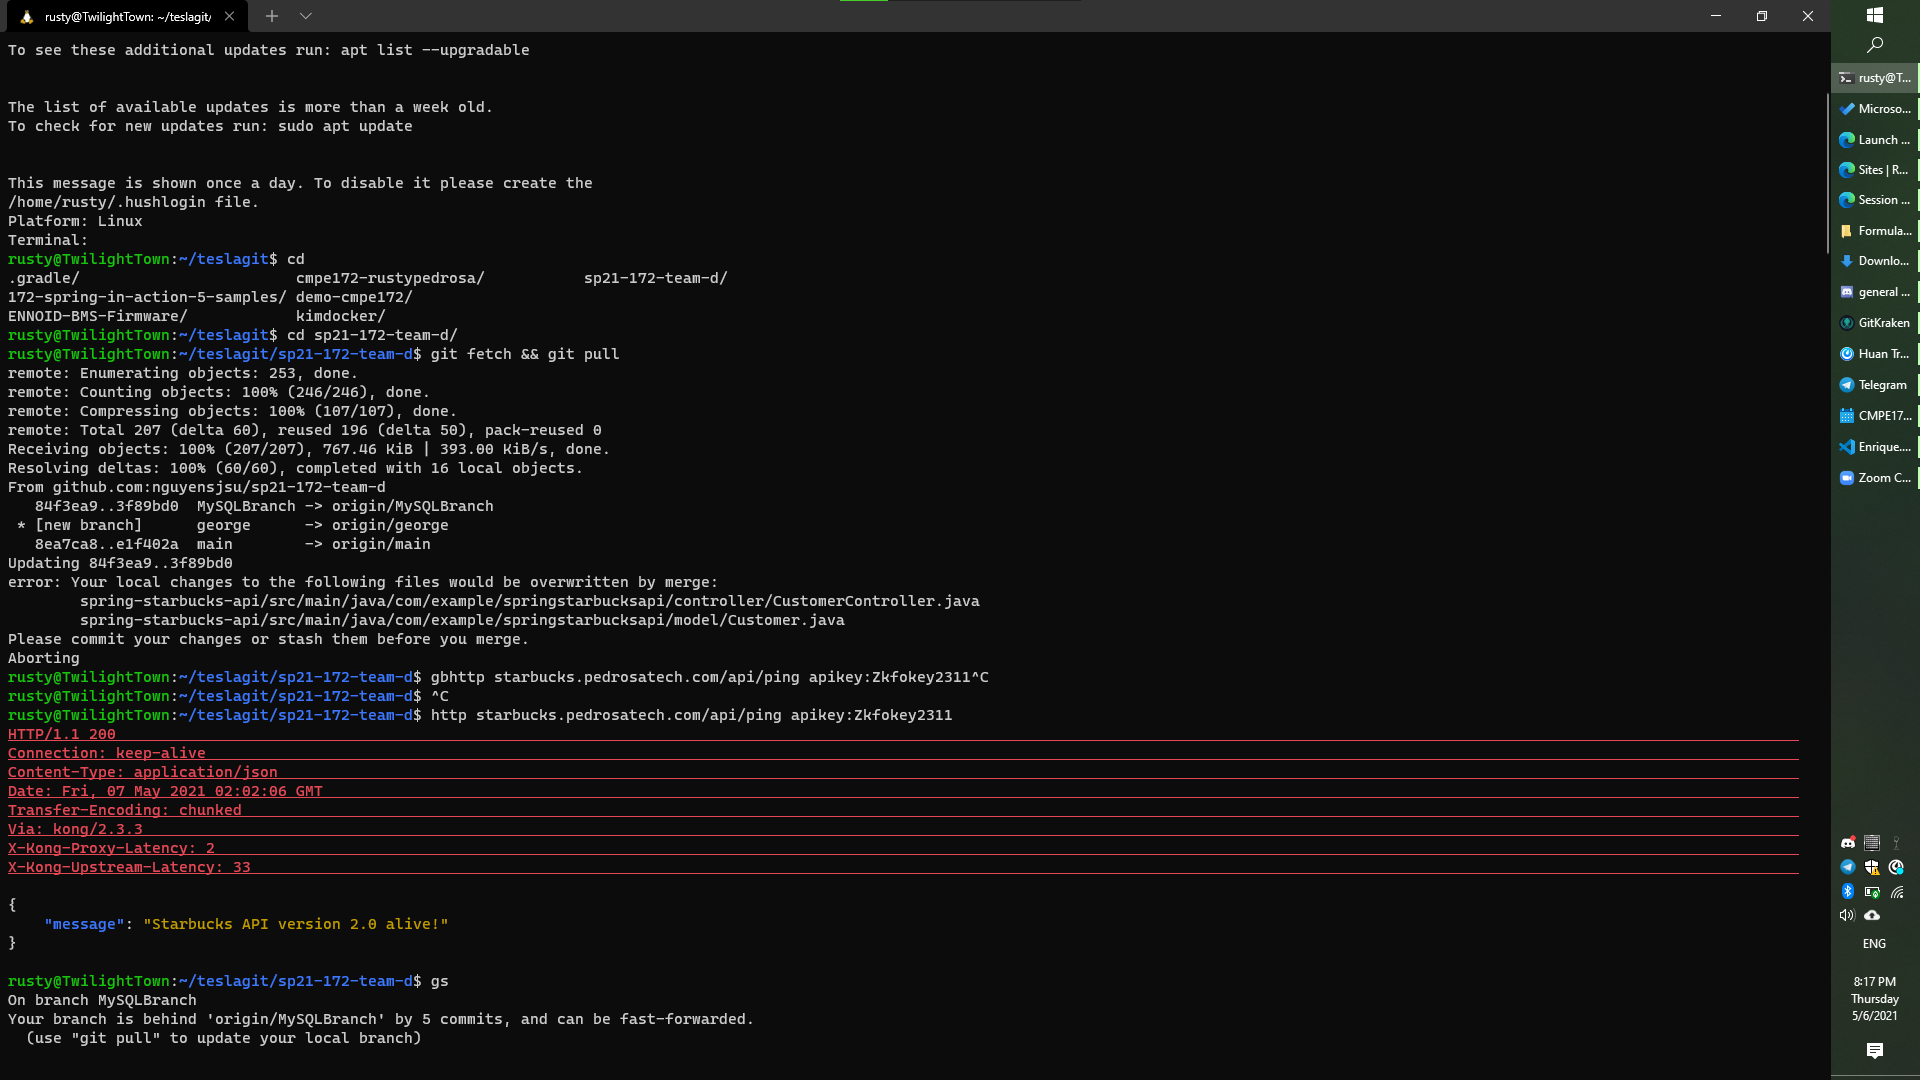 rusty@TwilightTown: ~/teslagit/
To see these additional updates run: apt list --upgradable
The list of available updates is more than a week old.
To check for new updates run: sudo apt update
This message is shown once a day. To disable it please create the
/home/rusty/.hushlogin file.
Platform: Linux
Terminal:
rusty@TwilightTown:~/teslagit$ cd
.gradle/ cmpe172-rustypedrosa/ sp21-172-team-d/
172-spring-in-action-5-samples/ demo-cmpe172/
ENNOID-BMS-Firmware/ kimdocker/
rusty@TwilightTown:~/teslagit$ cd sp21-172-team-d/
rusty@TwilightTown:~/teslagit/sp21-172-team-d$ git fetch && git pull
remote: Enumerating objects: 253, done.
remote: Counting objects: 100% (246/246), done.
remote: Compressing objects: 100% (107/107), done.
remote: Total 207 (delta 60), reused 196 (delta 50), pack-reused 0
Receiving objects: 100% (207/207), 767.46 KiB | 393.00 KiB/s, done.
Resolving deltas: 100% (60/60), completed with 16 local objects.
From github.com:nguyensjsu/sp21-172-team-d
84f3ea9..3f89bd0 MySQLBranch -> origin/MySQLBranch
* [new branch] george -> origin/george
8ea7ca8..e1f402a main -> origin/main
Updating 84f3ea9..3f89bd0
error: Your local changes to the following files would be overwritten by merge:
spring-starbucks-api/src/main/java/com/example/springstarbucksapi/controller/CustomerController.java
spring-starbucks-api/src/main/java/com/example/springstarbucksapi/model/Customer.java
Please commit your changes or stash them before you merge.
Aborting
rusty@TwilightTown:~/teslagit/sp21-172-team-d$ gbhttp starbucks.pedrosatech.com/api/ping apikey:Zkfokey2311^C
rusty@TwilightTown:~/teslagit/sp21-172-team-d$ ^C
rusty@TwilightTown:~/teslagit/sp21-172-team-d$ http starbucks.pedrosatech.com/api/ping apikey:Zkfokey2311
HTTP/1.1 200
Connection: keep-alive
Content-Type: application/json
Date: Fri, 07 May 2021 02:02:06 GMT
Transfer-Encoding: chunked
Via: kong/2.3.3
X-Kong-Proxy-Latency: 2
X-Kong-Upstream-Latency: 33
{
"message": "Starbucks API version 2.0 alive!"
}
rusty@TwilightTown:~/teslagit/sp21-172-team-d$ gs
On branch MySQLBranch
Your branch is behind 'origin/MySQLBranch' by 5 commits, and can be fast-forwarded.
(use "git pull" to update your local branch)
rusty@T...
Microso...
Launch ...
Sites | R...
Session ...
Formula...
Downlo...
general ...
GitKraken
Huan Tr...
Telegram
CMPE17...
Enrique....
Zoom C...
ENG
8:17 PM
Thursday
5/6/2021